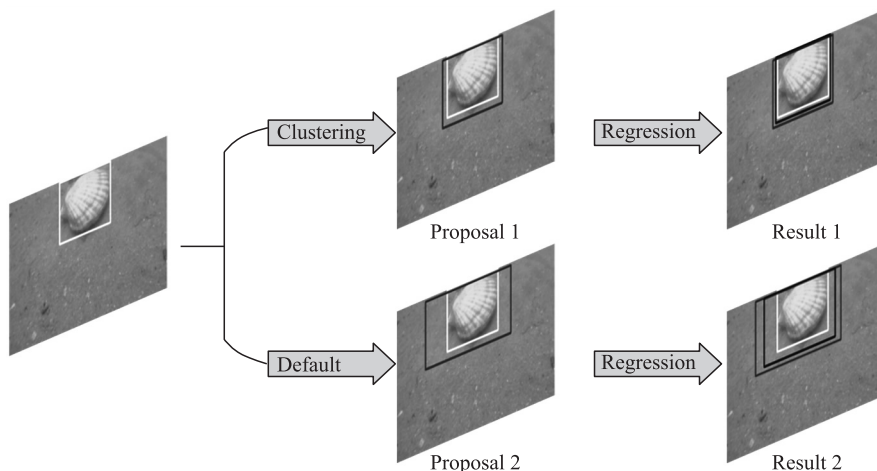 Clustering
Regression
Proposal 1
Result 1
Default
Regression
Proposal 2
Result 2